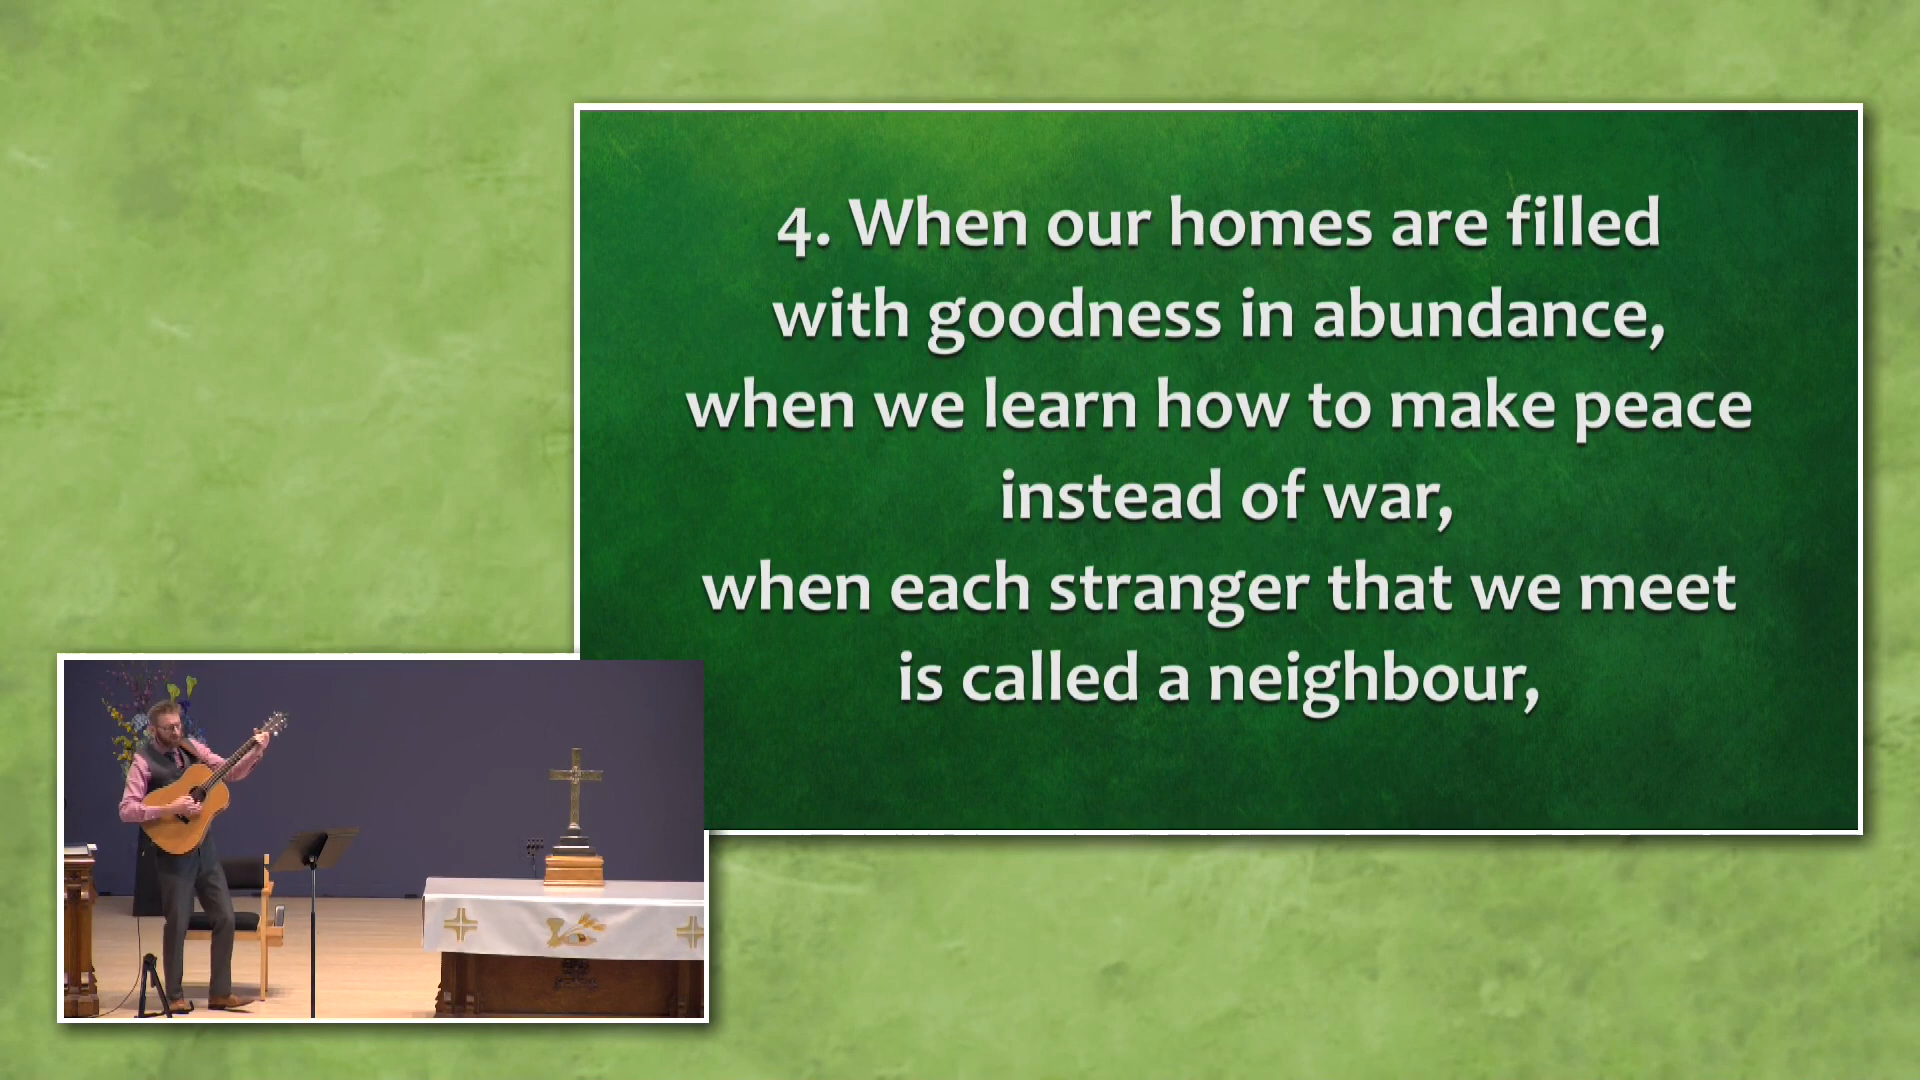 4. When our homes are filled
with goodness in abundance,
when we learn how to make peace
instead of war,
when each stranger that we meet
is called a neighbour,